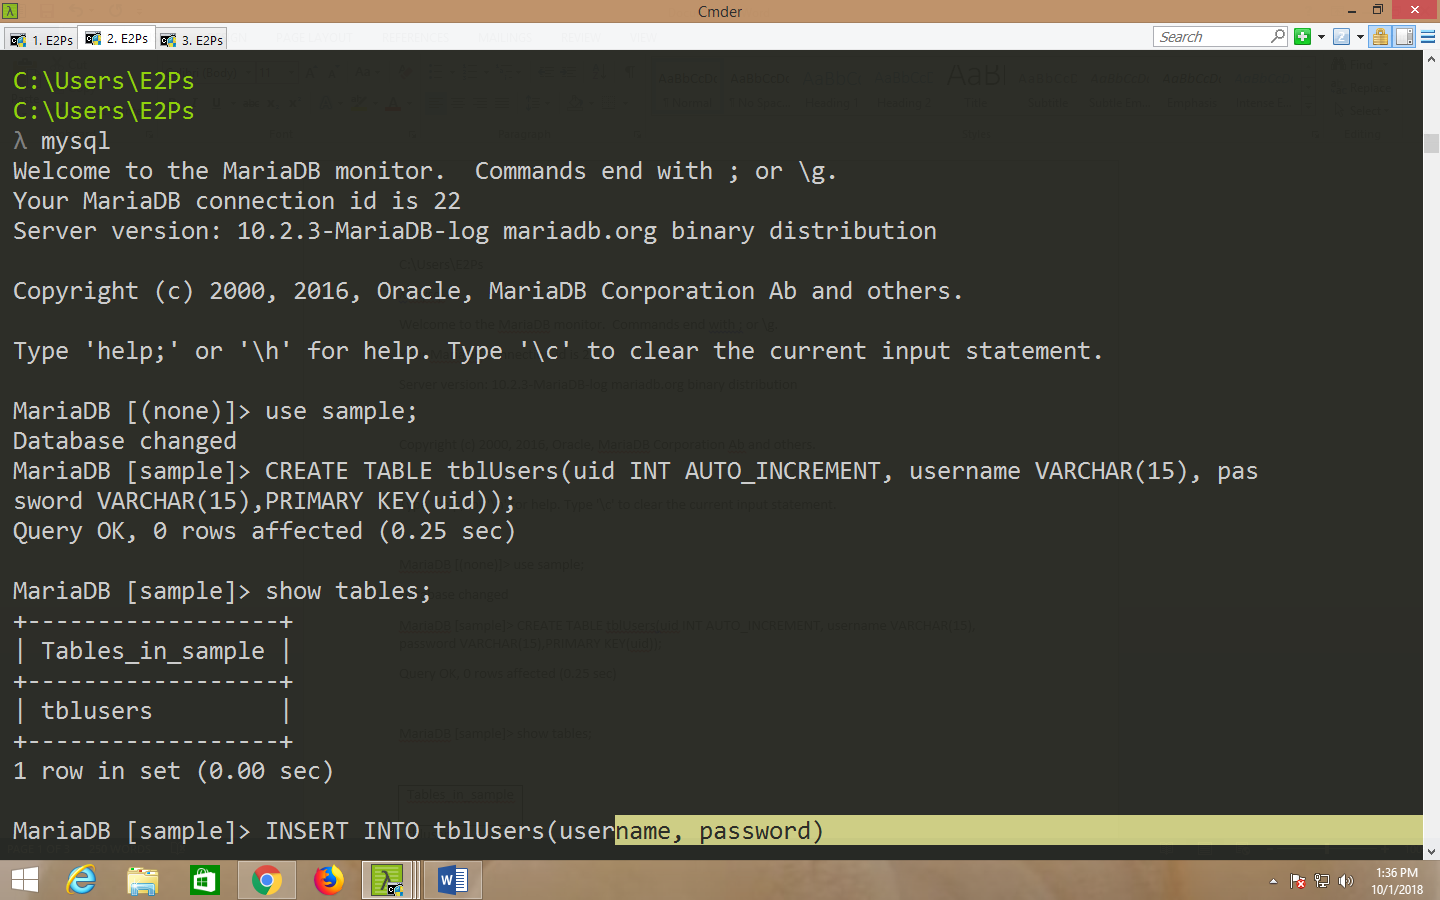 Cmder
1. E2Ps
2. E2Ps
3. E2Ps
Search
C:\Users\E2Ps
C:\Users\E2Ps
λ mysql
Welcome to the MariaDB monitor.  Commands end with ; or \g.
Your MariaDB connection id is 22
Server version: 10.2.3-MariaDB-log mariadb.org binary distribution
Copyright (c) 2000, 2016, Oracle, MariaDB Corporation Ab and others.
Type 'help;' or '\h' for help. Type '\c' to clear the current input statement.
MariaDB [(none)]> use sample;
Database changed
MariaDB [sample]> CREATE TABLE tblUsers(uid INT AUTO_INCREMENT, username VARCHAR(15), pas
sword VARCHAR(15),PRIMARY KEY(uid));
Query OK, 0 rows affected (0.25 sec)
MariaDB [sample]> show tables;
+------------------+
| Tables_in_sample |
+------------------+
| tblusers         |
+------------------+
1 row in set (0.00 sec)
MariaDB [sample]> INSERT INTO tblUsers(username, password)
1:36 PM
10/1/2018